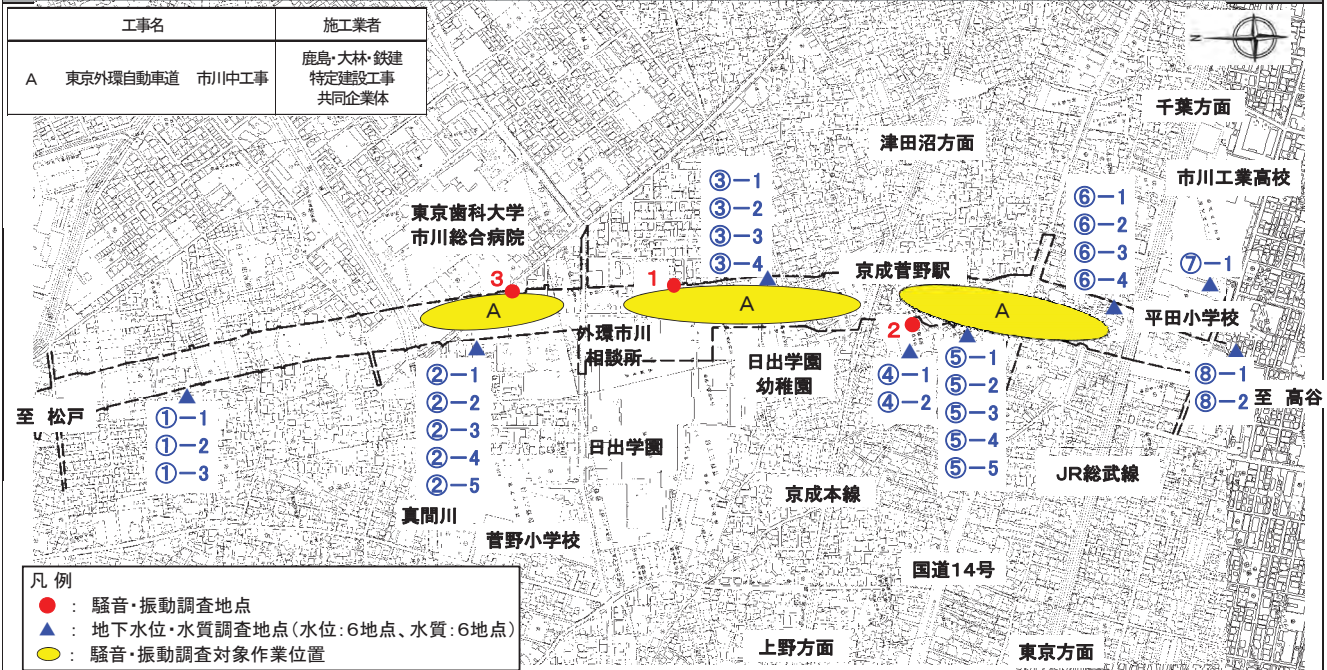 工事名 施工業者
A 東京外環自動車道 市川中工事
鹿島・大林・鉄建
特定建設工事
共同企業体
N
千葉方面
津田沼方面
市川工業高校
東京歯科大学
市川総合病院
③－1
③－2
③－3
③－4
⑥－1
⑥－2
⑥－3
⑥－4
⑦－1
京成菅野駅
3
1
A
A
A
2
平田小学校
外環市川
相談所
日出学園
幼稚園
④－1
④－2
⑤－1
⑤－2
⑤－3
⑤－4
⑤－5
⑧－1
⑧－2
至 高谷
至 松戸
①－1
①－2
①－3
②－1
②－2
②－3
②－4
②－5
日出学園
JR総武線
京成本線
真間川
菅野小学校
国道14号
上野方面
東京方面
凡 例
： 騒音・振動調査地点
： 地下水位・水質調査地点(水位：6地点、水質：6地点)
： 騒音・振動調査対象作業位置